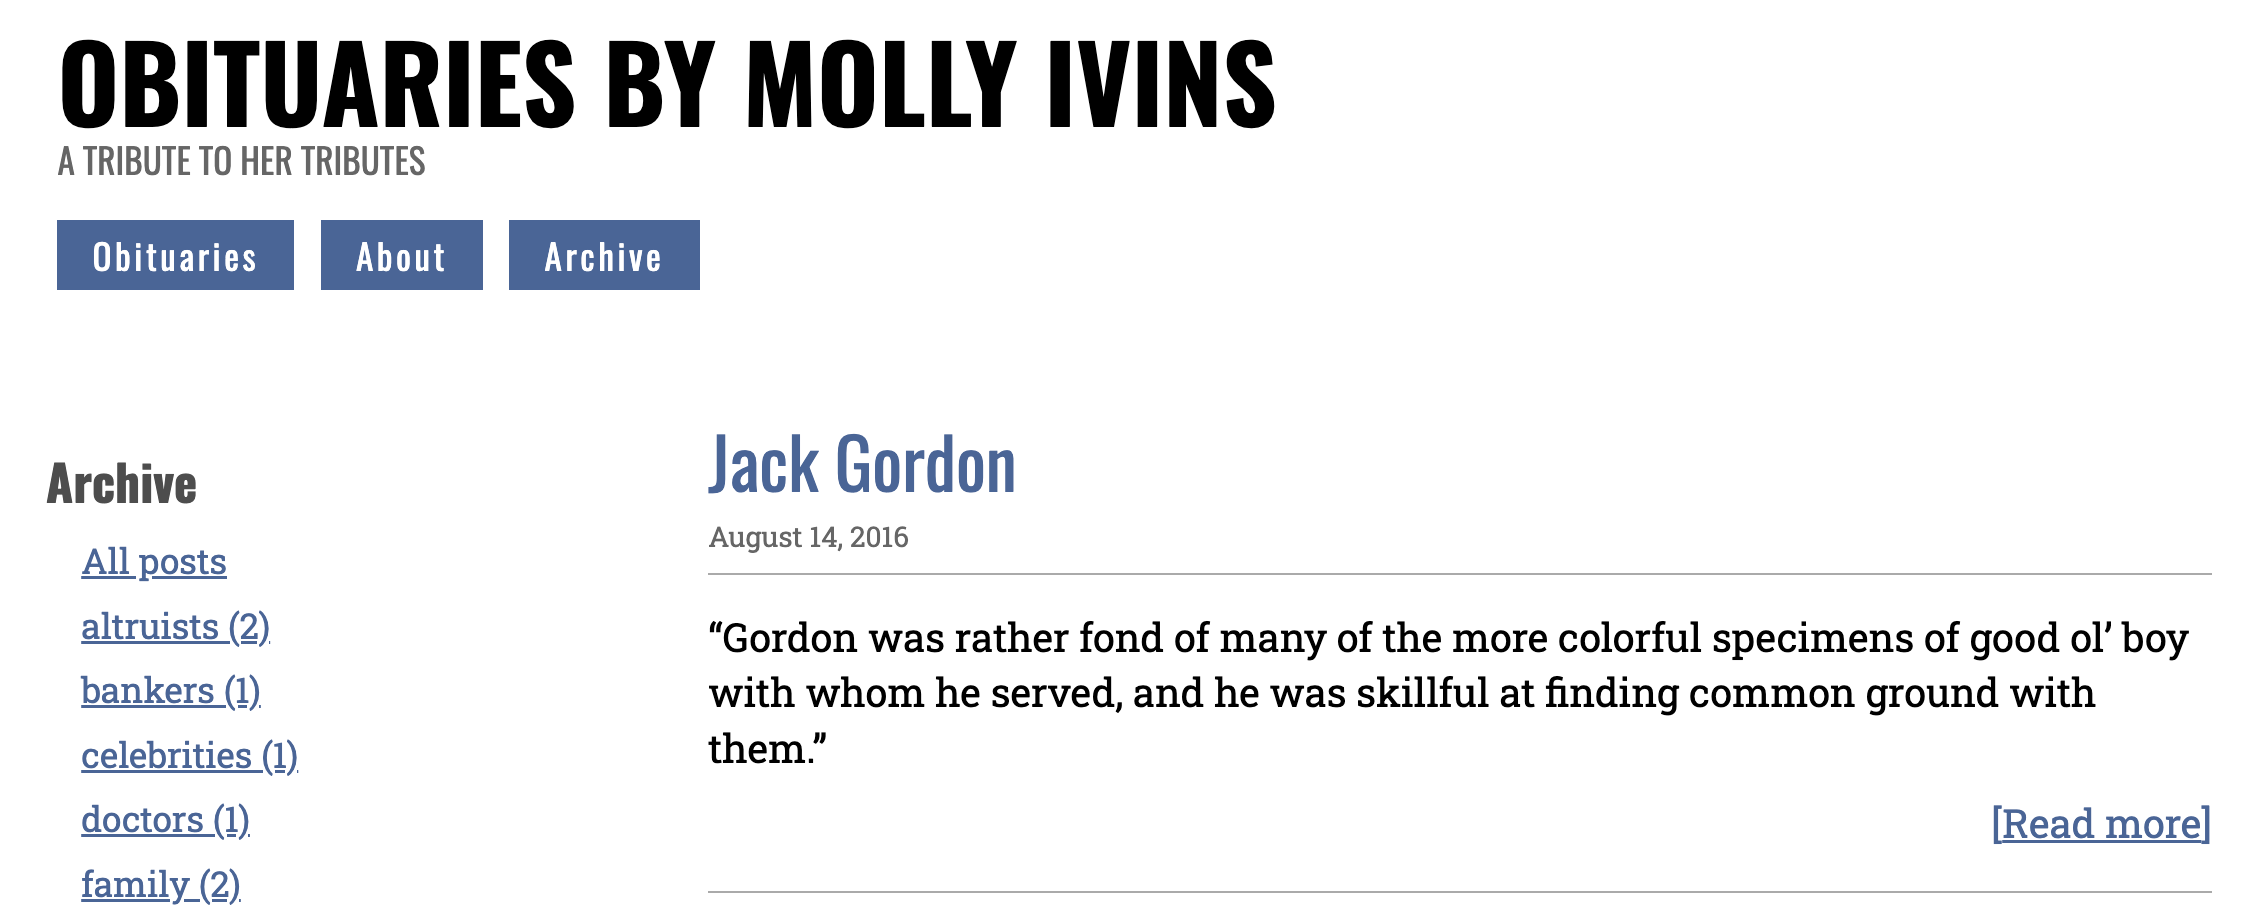 OBITUARIES BY MOLLY IVINS
A TRIBUTE TO HER TRIBUTES
Obituaries About Archive
Archive
All posts
altruists (2)
bankers (1)
celebrities (1)
doctors (1)
family (2)
Jack Gordon
August 14, 2016
“Gordon was rather fond of many of the more colorful specimens of good ol’ boy
with whom he served, and he was skillful at finding common ground with
them.”
[Read more]